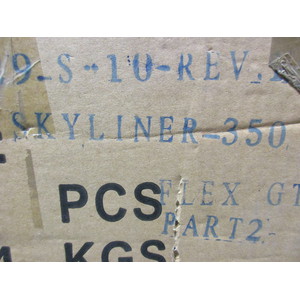 9-S-10-REV.
SKYLINER-350
PCS FLEX GT
PART2-
KGS